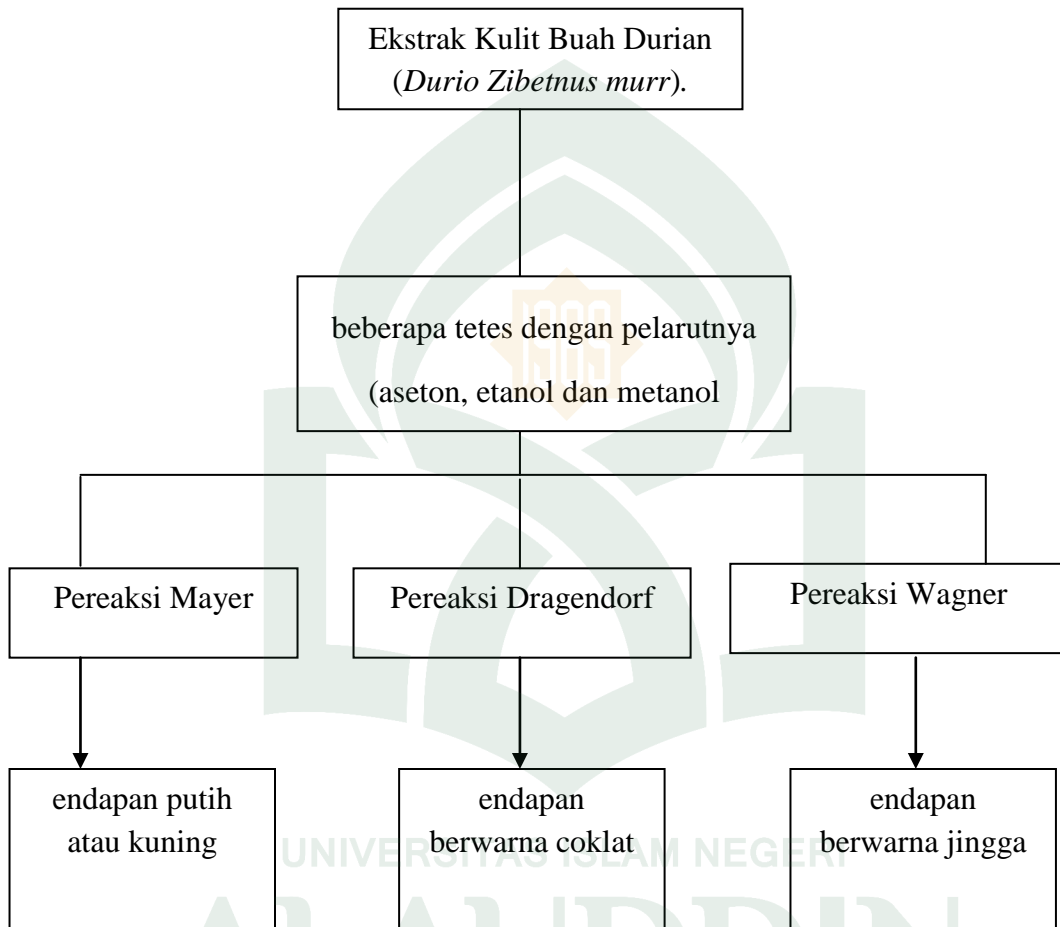 Ekstrak Kulit Buah Durian
(Durio Zibetnus murr).
beberapa tetes dengan pelarutnya
(aseton, etanol dan metanol
Pereaksi Mayer
Pereaksi Dragendorf
Pereaksi Wagner
endapan putih
atau kuning
endapan
berwarna coklat
endapan
berwarna jingga
UNIVERSITAS ISLAM NEGERI
ALAUDDIN